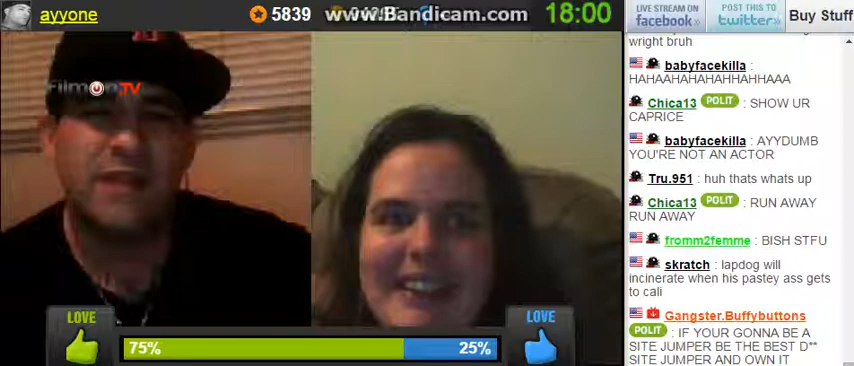 ayyone
5839
www.Bandicam.com
18:00
FilmOn.TV
LOVE
75%
25%
LOVE
LIVE STREAM ON
facebook
POST THIS TO
twitter
Buy Stuff
wright bruh
babyfacekilla : HAHAAHAHAHAHHAHHAAA
Chica13 POLIT : SHOW UR
CAPRICE
babyfacekilla : AYYDUMB
YOU'RE NOT AN ACTOR
Tru.951 : huh thats whats up
Chica13 POLIT : RUN AWAY
RUN AWAY
fromm2femme : BISH STFU
skratch : lapdog will
incinerate when his pastey ass gets
to cali
Gangster.Buffybuttons
POLIT : IF YOUR GONNA BE A
SITE JUMPER BE THE BEST D**
SITE JUMPER AND OWN IT